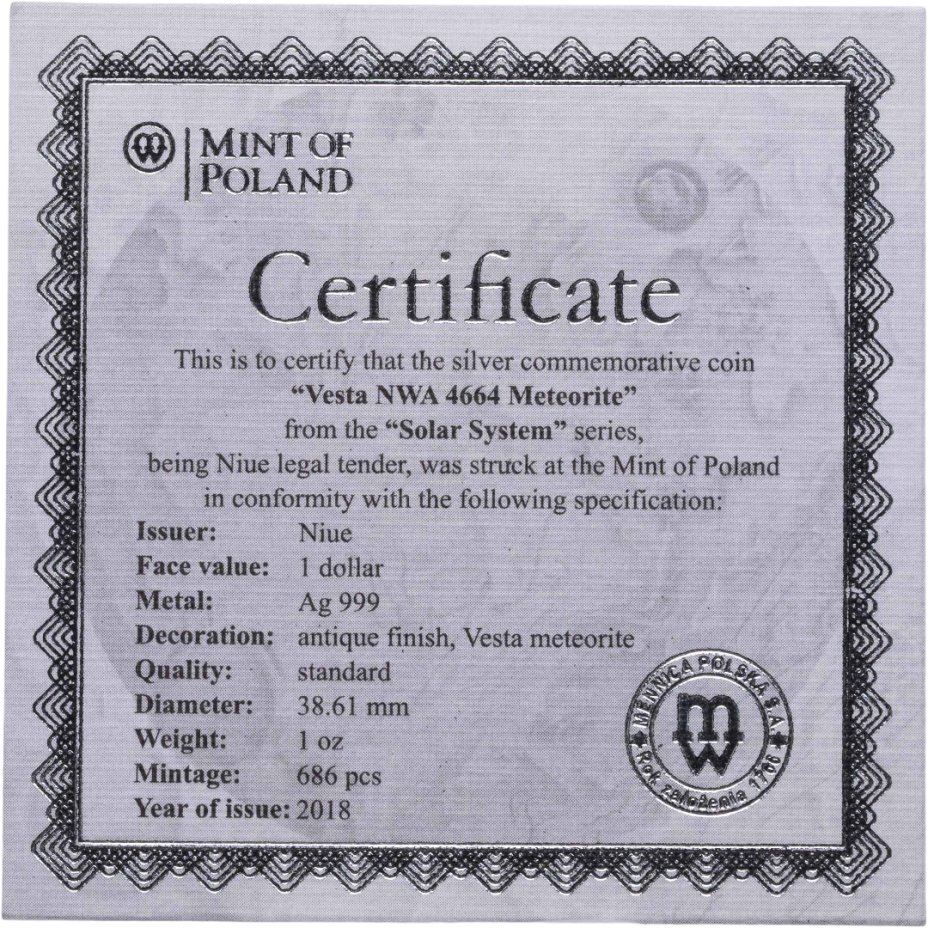 MINT OF
POLAND
Certificate
This is to certify that the silver commemorative coin
“Vesta NWA 4664 Meteorite”
from the “Solar System” series,
being Niue legal tender, was struck at the Mint of Poland
in conformity with the following specification:
Issuer: Niue
Face value: 1 dollar
Metal: Ag 999
Decoration: antique finish, Vesta meteorite
Quality: standard
Diameter: 38.61 mm
Weight: 1 oz
Mintage: 686 pcs
Year of issue: 2018
MENNICA POLSKA S.A.
Rok założenia 1766